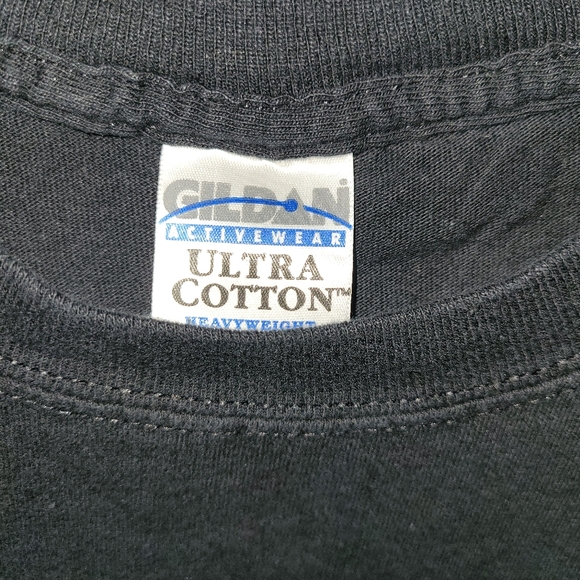 GILDAN
ACTIVEWEAR
ULTRA
COTTON™
HEAVYWEIGHT